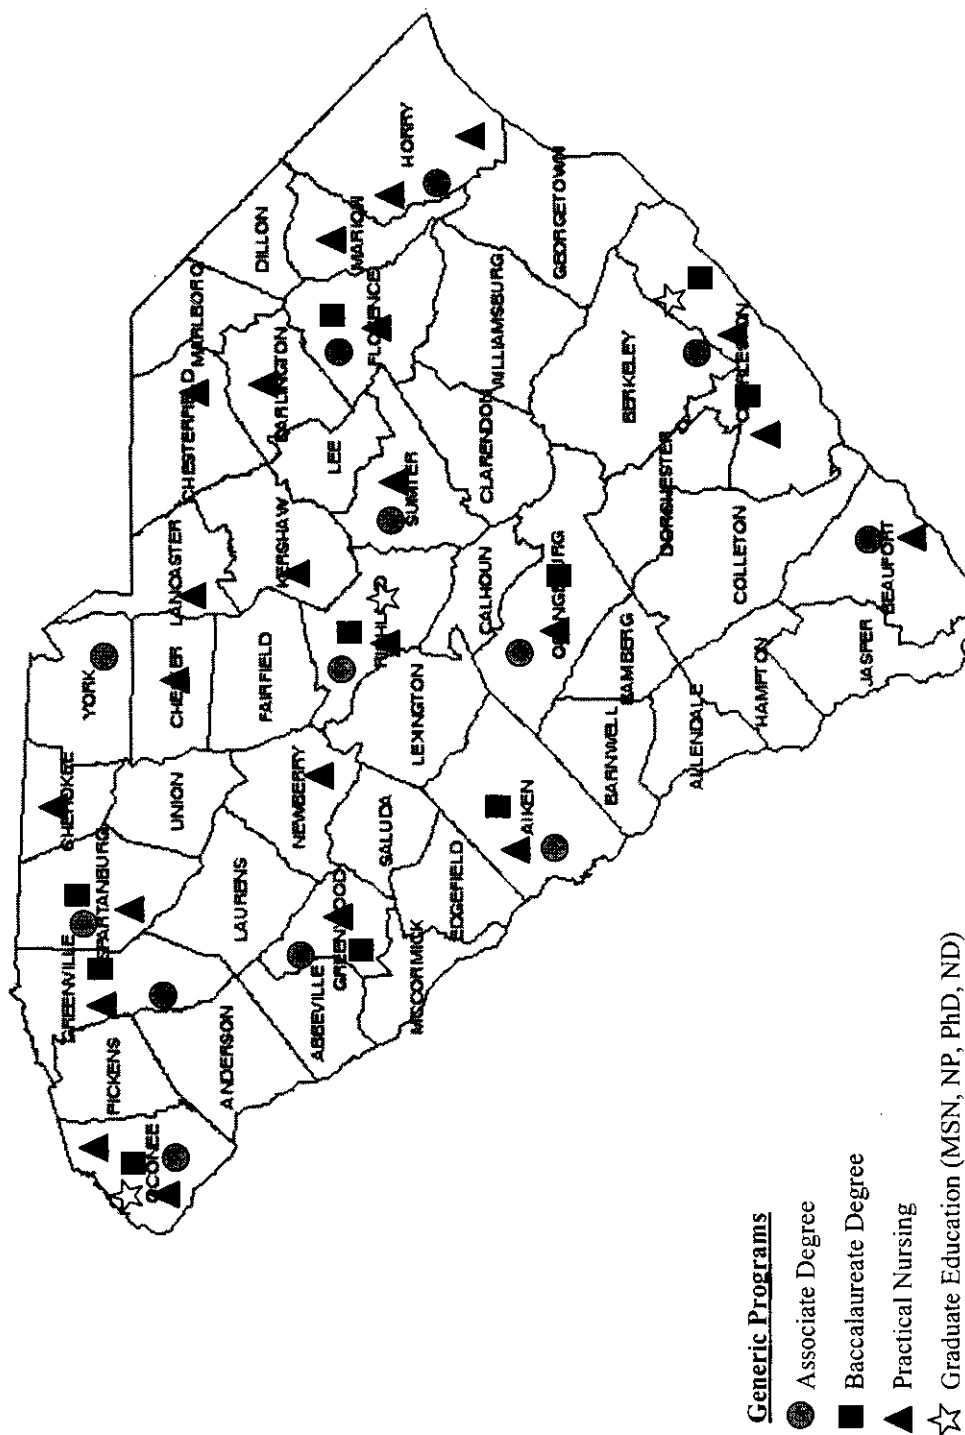 GREENVILLE
CHEROKEE
YORK
SPARTANBURG
PICKENS
OCONEE
UNION
CHESTER
LANCASTER
CHESTERFIELD
MARLBORO
ANDERSON
LAURENS
FAIRFIELD
KERSHAW
DARLINGTON
DILLON
NEWBERRY
ABBEVILLE
GREENWOOD
LEE
MARION
SALUDA
RICHLAND
FLORENCE
HORRY
MCCORMICK
LEXINGTON
SUMTER
EDGEFIELD
CALHOUN
CLARENDON
WILLIAMSBURG
AIKEN
ORANGEBURG
GEORGETOWN
BARNWELL
BAMBERG
BERKELEY
ALLENDALE
DORCHESTER
HAMPTON
COLLETON
CHARLESTON
JASPER
BEAUFORT
Generic Programs
Associate Degree
Baccalaureate Degree
Practical Nursing
Graduate Education (MSN, NP, PhD, ND)